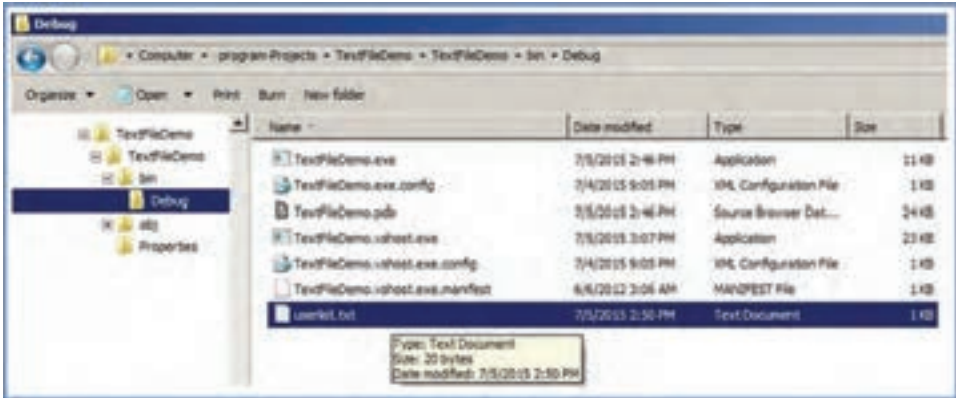 Debug
Computer program-Projects TextFileDemo TextFileDemo bin Debug
Organize Open Print Burn New folder
TextFileDemo
TextFileDemo
bin
Debug
obj
Properties
Name Date modified Type Size
TextFileDemo.exe 7/5/2015 2:46 PM Application 11 KB
TextFileDemo.exe.config 7/4/2015 9:05 PM XML Configuration File 1 KB
TextFileDemo.pdb 7/5/2015 2:46 PM Source Browser Dat... 24 KB
TextFileDemo.vshost.exe 7/5/2015 3:07 PM Application 23 KB
TextFileDemo.vshost.exe.config 7/4/2015 9:05 PM XML Configuration File 1 KB
TextFileDemo.vshost.exe.manifest 6/6/2012 3:06 AM MANIFEST File 1 KB
userlist.txt 7/5/2015 2:50 PM Text Document 1 KB
Type: Text Document
Size: 20 bytes
Date modified: 7/5/2015 2:50 PM